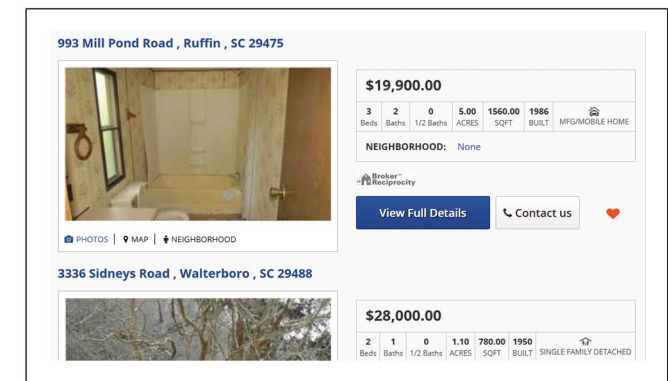 993 Mill Pond Road , Ruffin , SC 29475
$19,900.00
3 2 0 5.00 1560.00 1986
Beds Baths 1/2 Baths ACRES SQFT BUILT MFG/MOBILE HOME
NEIGHBORHOOD: None
Broker
Reciprocity
View Full Details Contact us
PHOTOS | MAP | NEIGHBORHOOD
3336 Sidneys Road , Walterboro , SC 29488
$28,000.00
2 1 0 1.10 780.00 1950
Beds Baths 1/2 Baths ACRES SQFT BUILT SINGLE FAMILY DETACHED